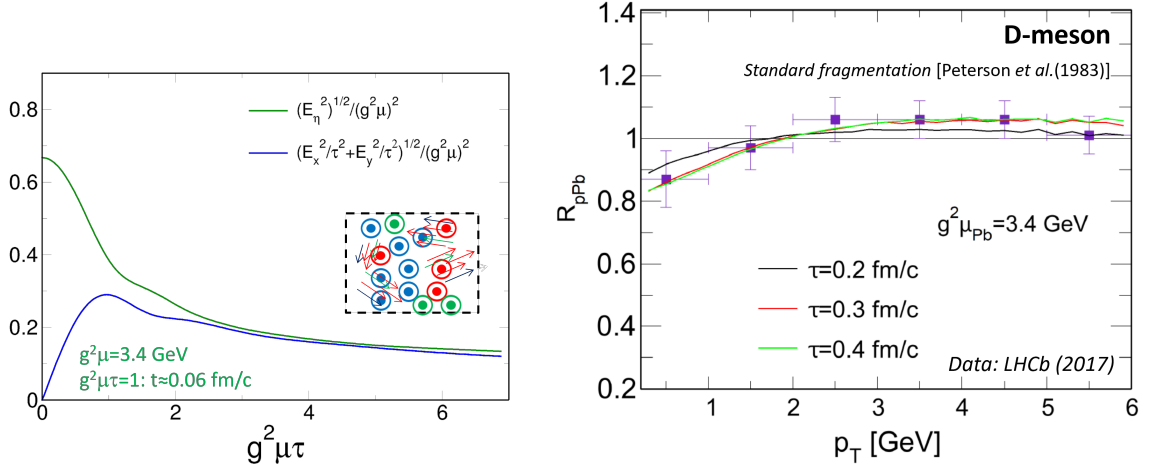 0.8
0.6
0.4
0.2
0
0
2
4
6
(E_η^2)^1/2/(g^2μ)^2
(E_x^2/τ^2+E_y^2/τ^2)^1/2/(g^2μ)^2
g^2μ=3.4 GeV
g^2μτ=1: t≈0.06 fm/c
g^2μτ
1.4
1.2
1
0.8
0.6
0.4
0.2
R_pPb
D-meson
Standard fragmentation [Peterson et al.(1983)]
g^2μ_Pb=3.4 GeV
τ=0.2 fm/c
τ=0.3 fm/c
τ=0.4 fm/c
Data: LHCb (2017)
1
2
3
4
5
6
p_T [GeV]